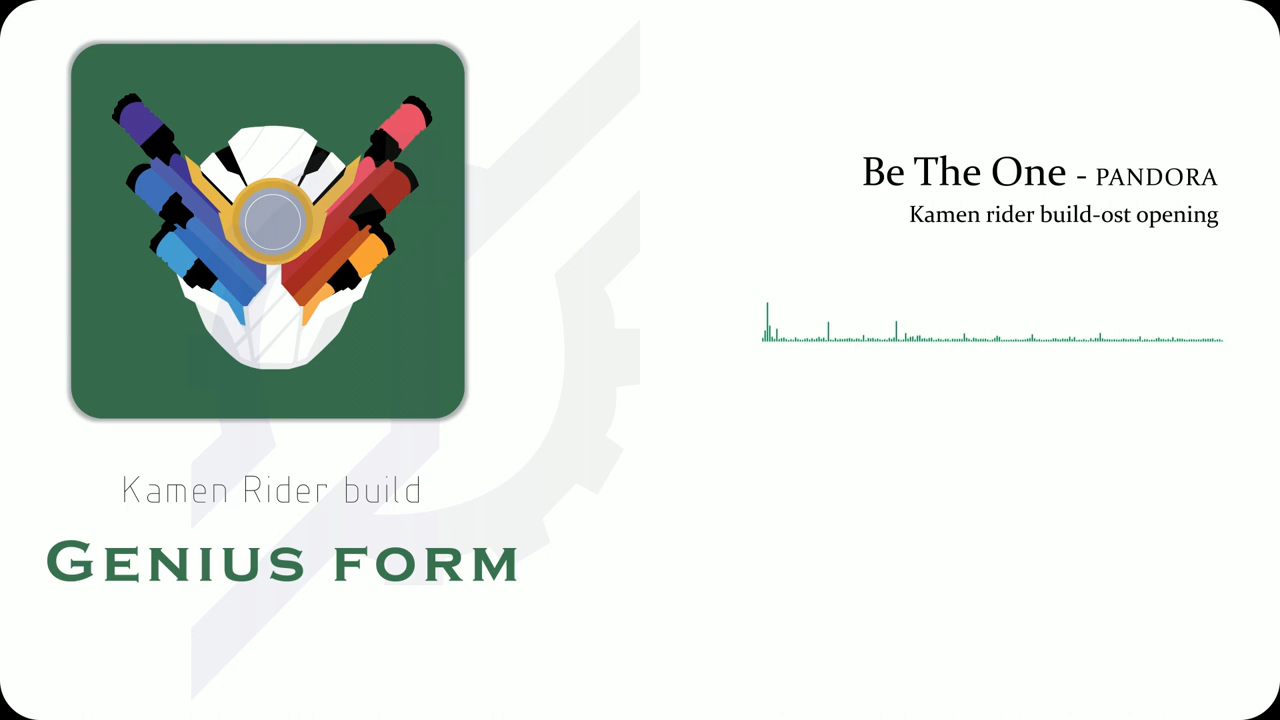 Be The One - PANDORA
Kamen rider build-ost opening
Kamen Rider build
GENIUS FORM